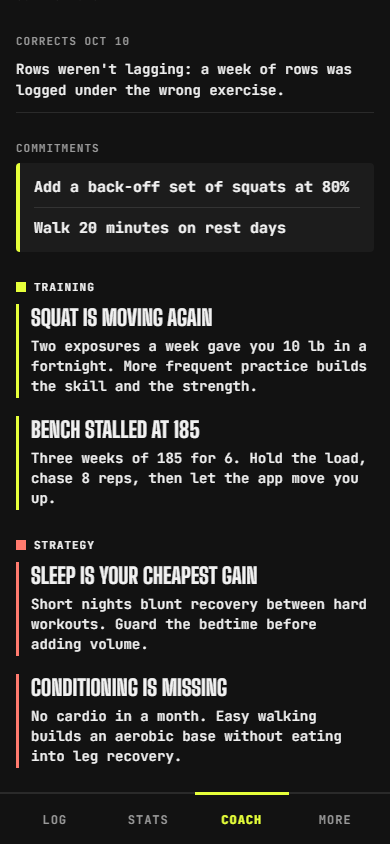 CORRECTS OCT 10
Rows weren't lagging: a week of rows was
logged under the wrong exercise.
COMMITMENTS
Add a back-off set of squats at 80%
Walk 20 minutes on rest days
TRAINING
SQUAT IS MOVING AGAIN
Two exposures a week gave you 10 lb in a
fortnight. More frequent practice builds
the skill and the strength.
BENCH STALLED AT 185
Three weeks of 185 for 6. Hold the load,
chase 8 reps, then let the app move you
up.
STRATEGY
SLEEP IS YOUR CHEAPEST GAIN
Short nights blunt recovery between hard
workouts. Guard the bedtime before
adding volume.
CONDITIONING IS MISSING
No cardio in a month. Easy walking
builds an aerobic base without eating
into leg recovery.
LOG STATS COACH MORE